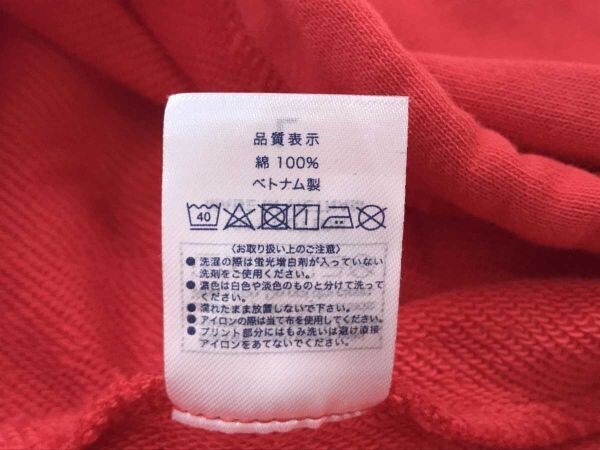 品質表示
綿 100%
ベトナム製
40
〈お取り扱い上のご注意〉
●洗濯の際は蛍光増白剤が入っていない
洗剤をご使用ください。
●濃色は白色や淡色のものと分けて洗って
ください。
●濡れたまま放置しないで下さい。
●アイロンの際は当て布を使用してください。
●プリント部分にはもみ洗いは避け直接
アイロンをあてないでください。